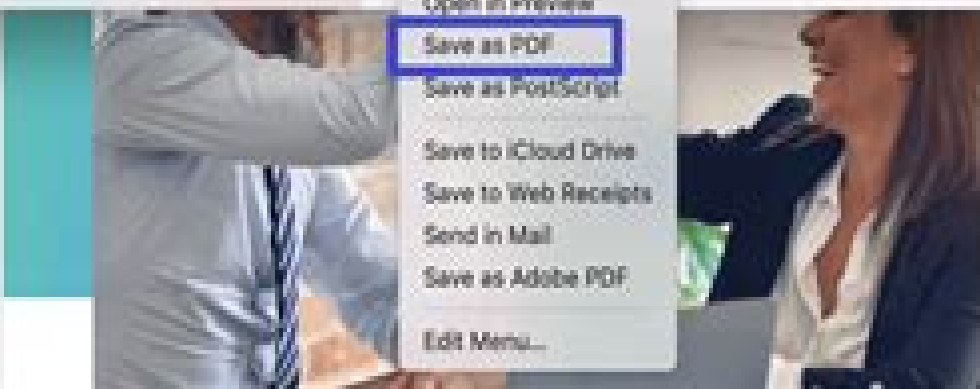 Open in Preview
Save as PDF
Save as PostScript
Save to iCloud Drive
Save to Web Receipts
Send in Mail
Save as Adobe PDF
Edit Menu...